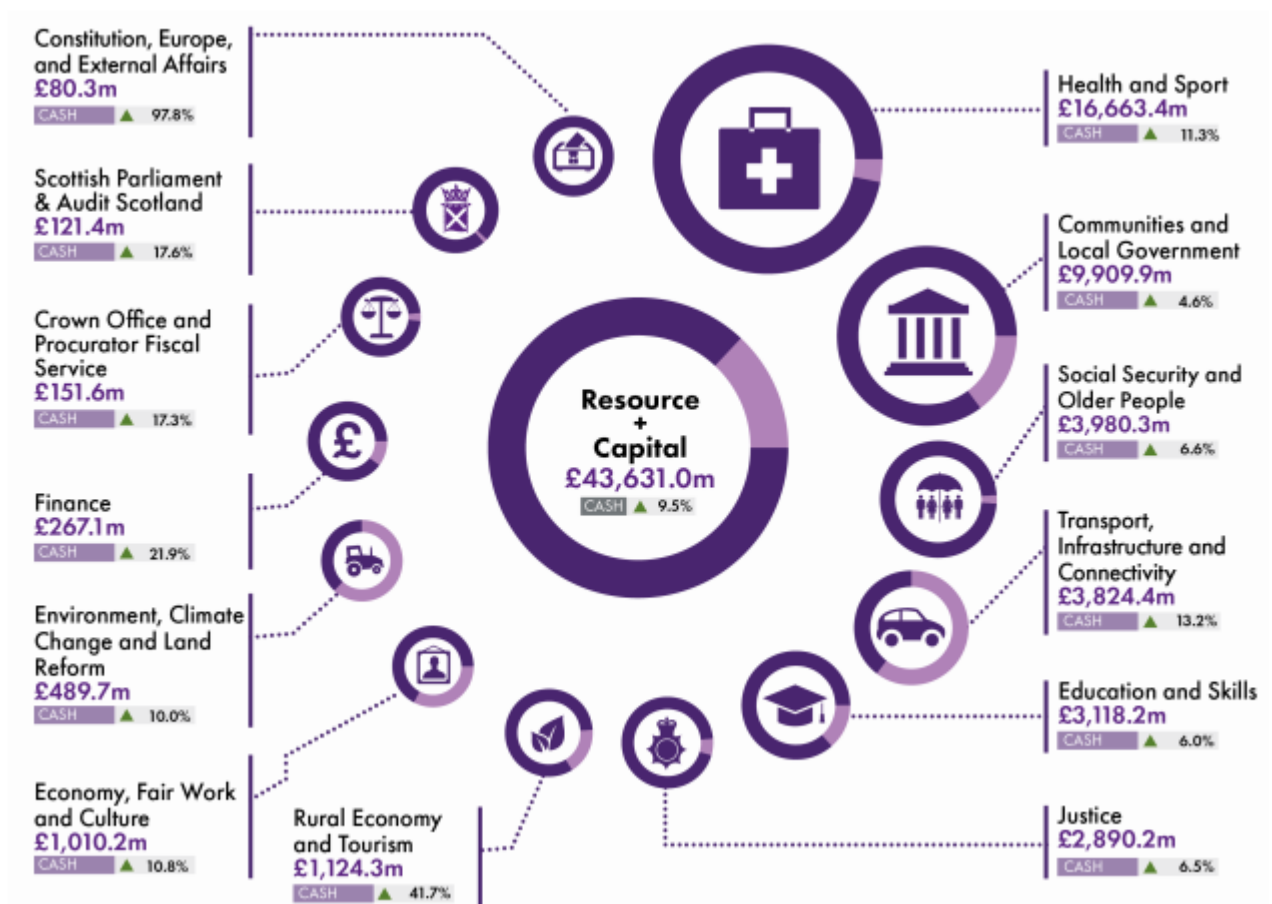 Constitution, Europe,
and External Affairs
£80.3m
CASH ▲ 97.8%
Scottish Parliament
& Audit Scotland
£121.4m
CASH ▲ 17.6%
Crown Office and
Procurator Fiscal
Service
£151.6m
CASH ▲ 17.3%
Finance
£267.1m
CASH ▲ 21.9%
Environment, Climate
Change and Land
Reform
£489.7m
CASH ▲ 10.0%
Economy, Fair Work
and Culture
£1,010.2m
CASH ▲ 10.8%
Rural Economy
and Tourism
£1,124.3m
CASH ▲ 41.7%
£
Resource
+
Capital
£43,631.0m
CASH ▲ 9.5%
Health and Sport
£16,663.4m
CASH ▲ 11.3%
Communities and
Local Government
£9,909.9m
CASH ▲ 4.6%
Social Security and
Older People
£3,980.3m
CASH ▲ 6.6%
Transport,
Infrastructure and
Connectivity
£3,824.4m
CASH ▲ 13.2%
Education and Skills
£3,118.2m
CASH ▲ 6.0%
Justice
£2,890.2m
CASH ▲ 6.5%